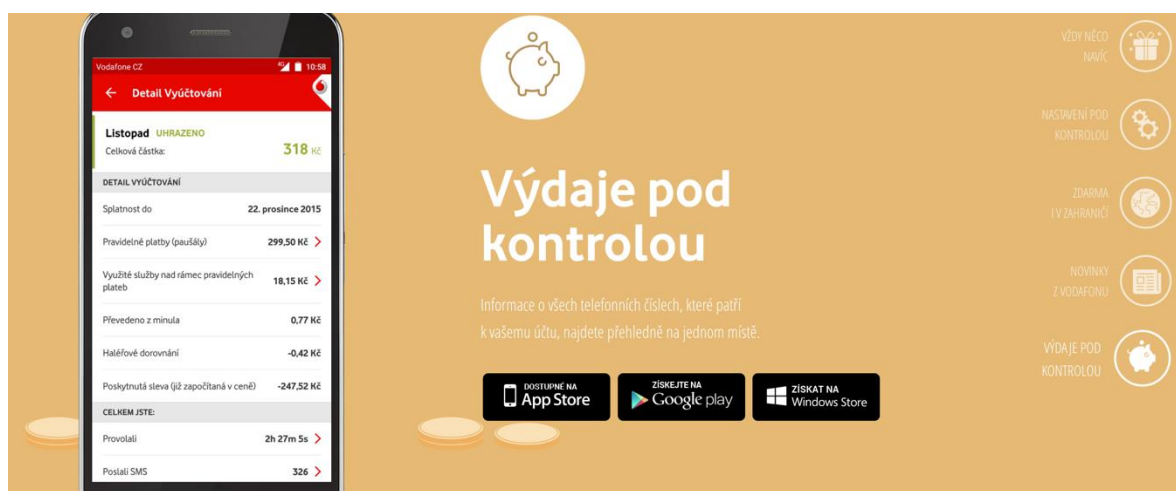 Vodafone CZ
4G
10:58
Detail Vyúčtování
Listopad UHRAZENO
Celková částka: 318 Kč
DETAIL VYÚČTOVÁNÍ
Splatnost do 22. prosince 2015
Pravidelné platby (paušály) 299,50 Kč
Využité služby nad rámec pravidelných
plateb 18,15 Kč
Převedeno z minula 0,77 Kč
Haléřové dorovnání -0,42 Kč
Poskytnutá sleva (již započítaná v ceně) -247,52 Kč
CELKEM JSTE:
Provolali 2h 27m 5s
Poslali SMS 326
Výdaje pod
kontrolou
Informace o všech telefonních číslech, které patří
k vašemu účtu, najdete přehledně na jednom místě.
DOSTUPNÉ NA
App Store
ZÍSKEJTE NA
Google play
ZÍSKAT NA
Windows Store
VŽDY NĚCO
NAVÍC
NASTAVENÍ POD
KONTROLOU
ZDARMA
I V ZAHRANIČÍ
NOVINKY
Z VODAFONU
VÝDAJE POD
KONTROLOU